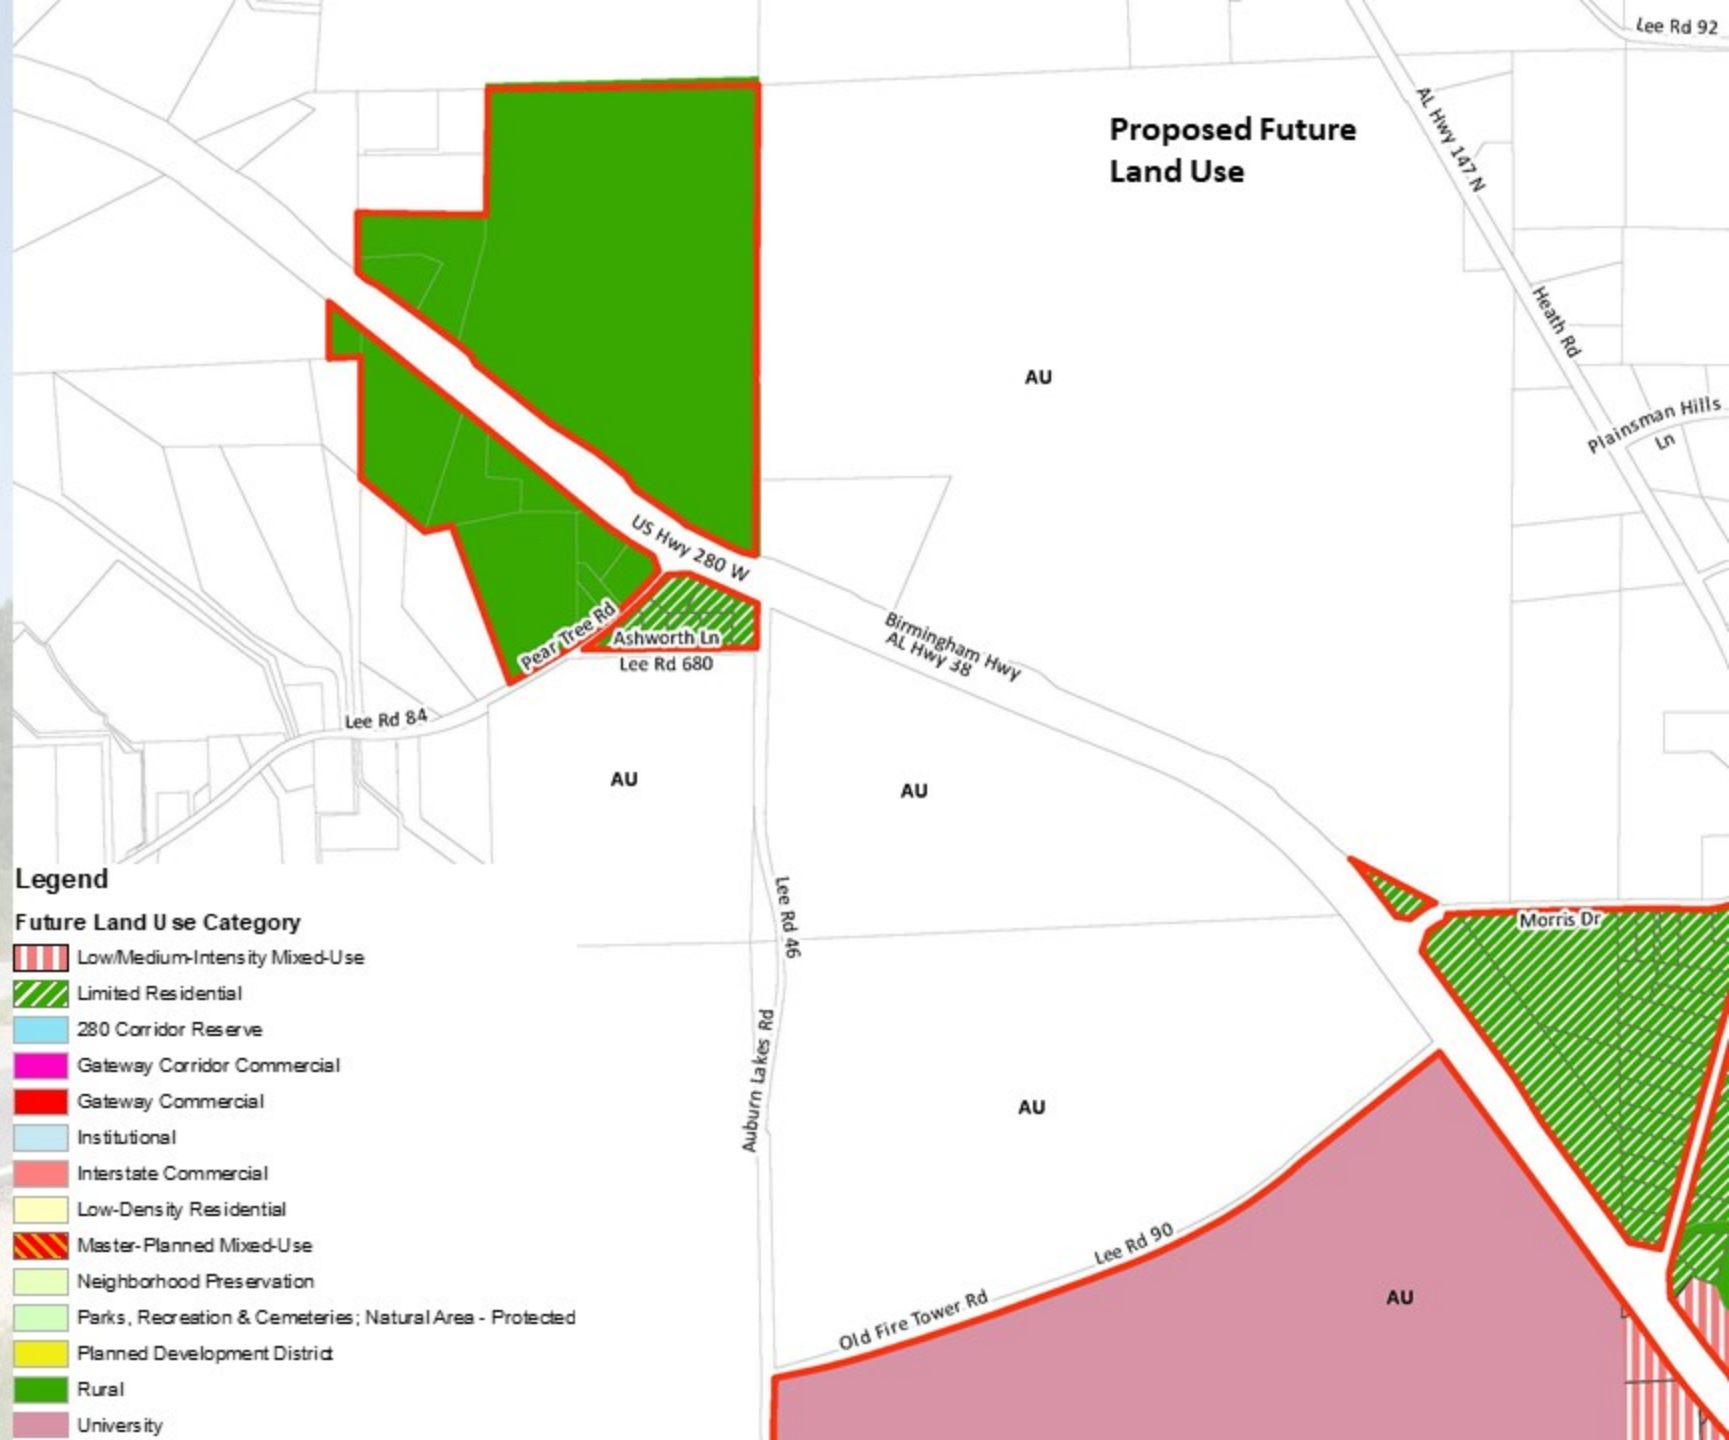 Lee Rd 92
Proposed Future
Land Use
AL Hwy 147 N
Heath Rd
AU
Plainsman Hills
Ln
US Hwy 280 W
Pear Tree Rd
Ashworth Ln
Lee Rd 680
Birmingham Hwy
AL Hwy 38
Lee Rd 84
AU
AU
Lee Rd 46
Morris Dr
Auburn Lakes Rd
AU
Lee Rd 90
Old Fire Tower Rd
AU
Legend
Future Land Use Category
Low/Medium-Intensity Mixed-Use
Limited Residential
280 Corridor Reserve
Gateway Corridor Commercial
Gateway Commercial
Institutional
Interstate Commercial
Low-Density Residential
Master-Planned Mixed-Use
Neighborhood Preservation
Parks, Recreation & Cemeteries; Natural Area - Protected
Planned Development District
Rural
University